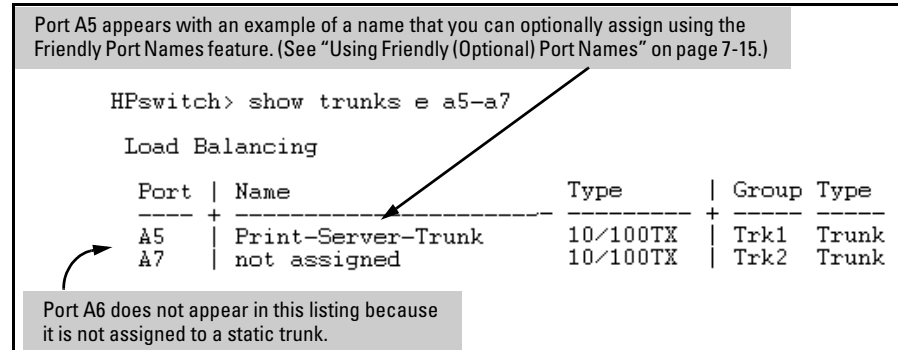 Port A5 appears with an example of a name that you can optionally assign using the
Friendly Port Names feature. (See “Using Friendly (Optional) Port Names” on page 7-15.)
HPswitch> show trunks e a5-a7
Load Balancing
Port | Name Type | Group Type
---- + ------------------------ --------- + ----- -----
A5 | Print-Server-Trunk 10/100TX | Trk1 Trunk
A7 | not assigned 10/100TX | Trk2 Trunk
Port A6 does not appear in this listing because
it is not assigned to a static trunk.